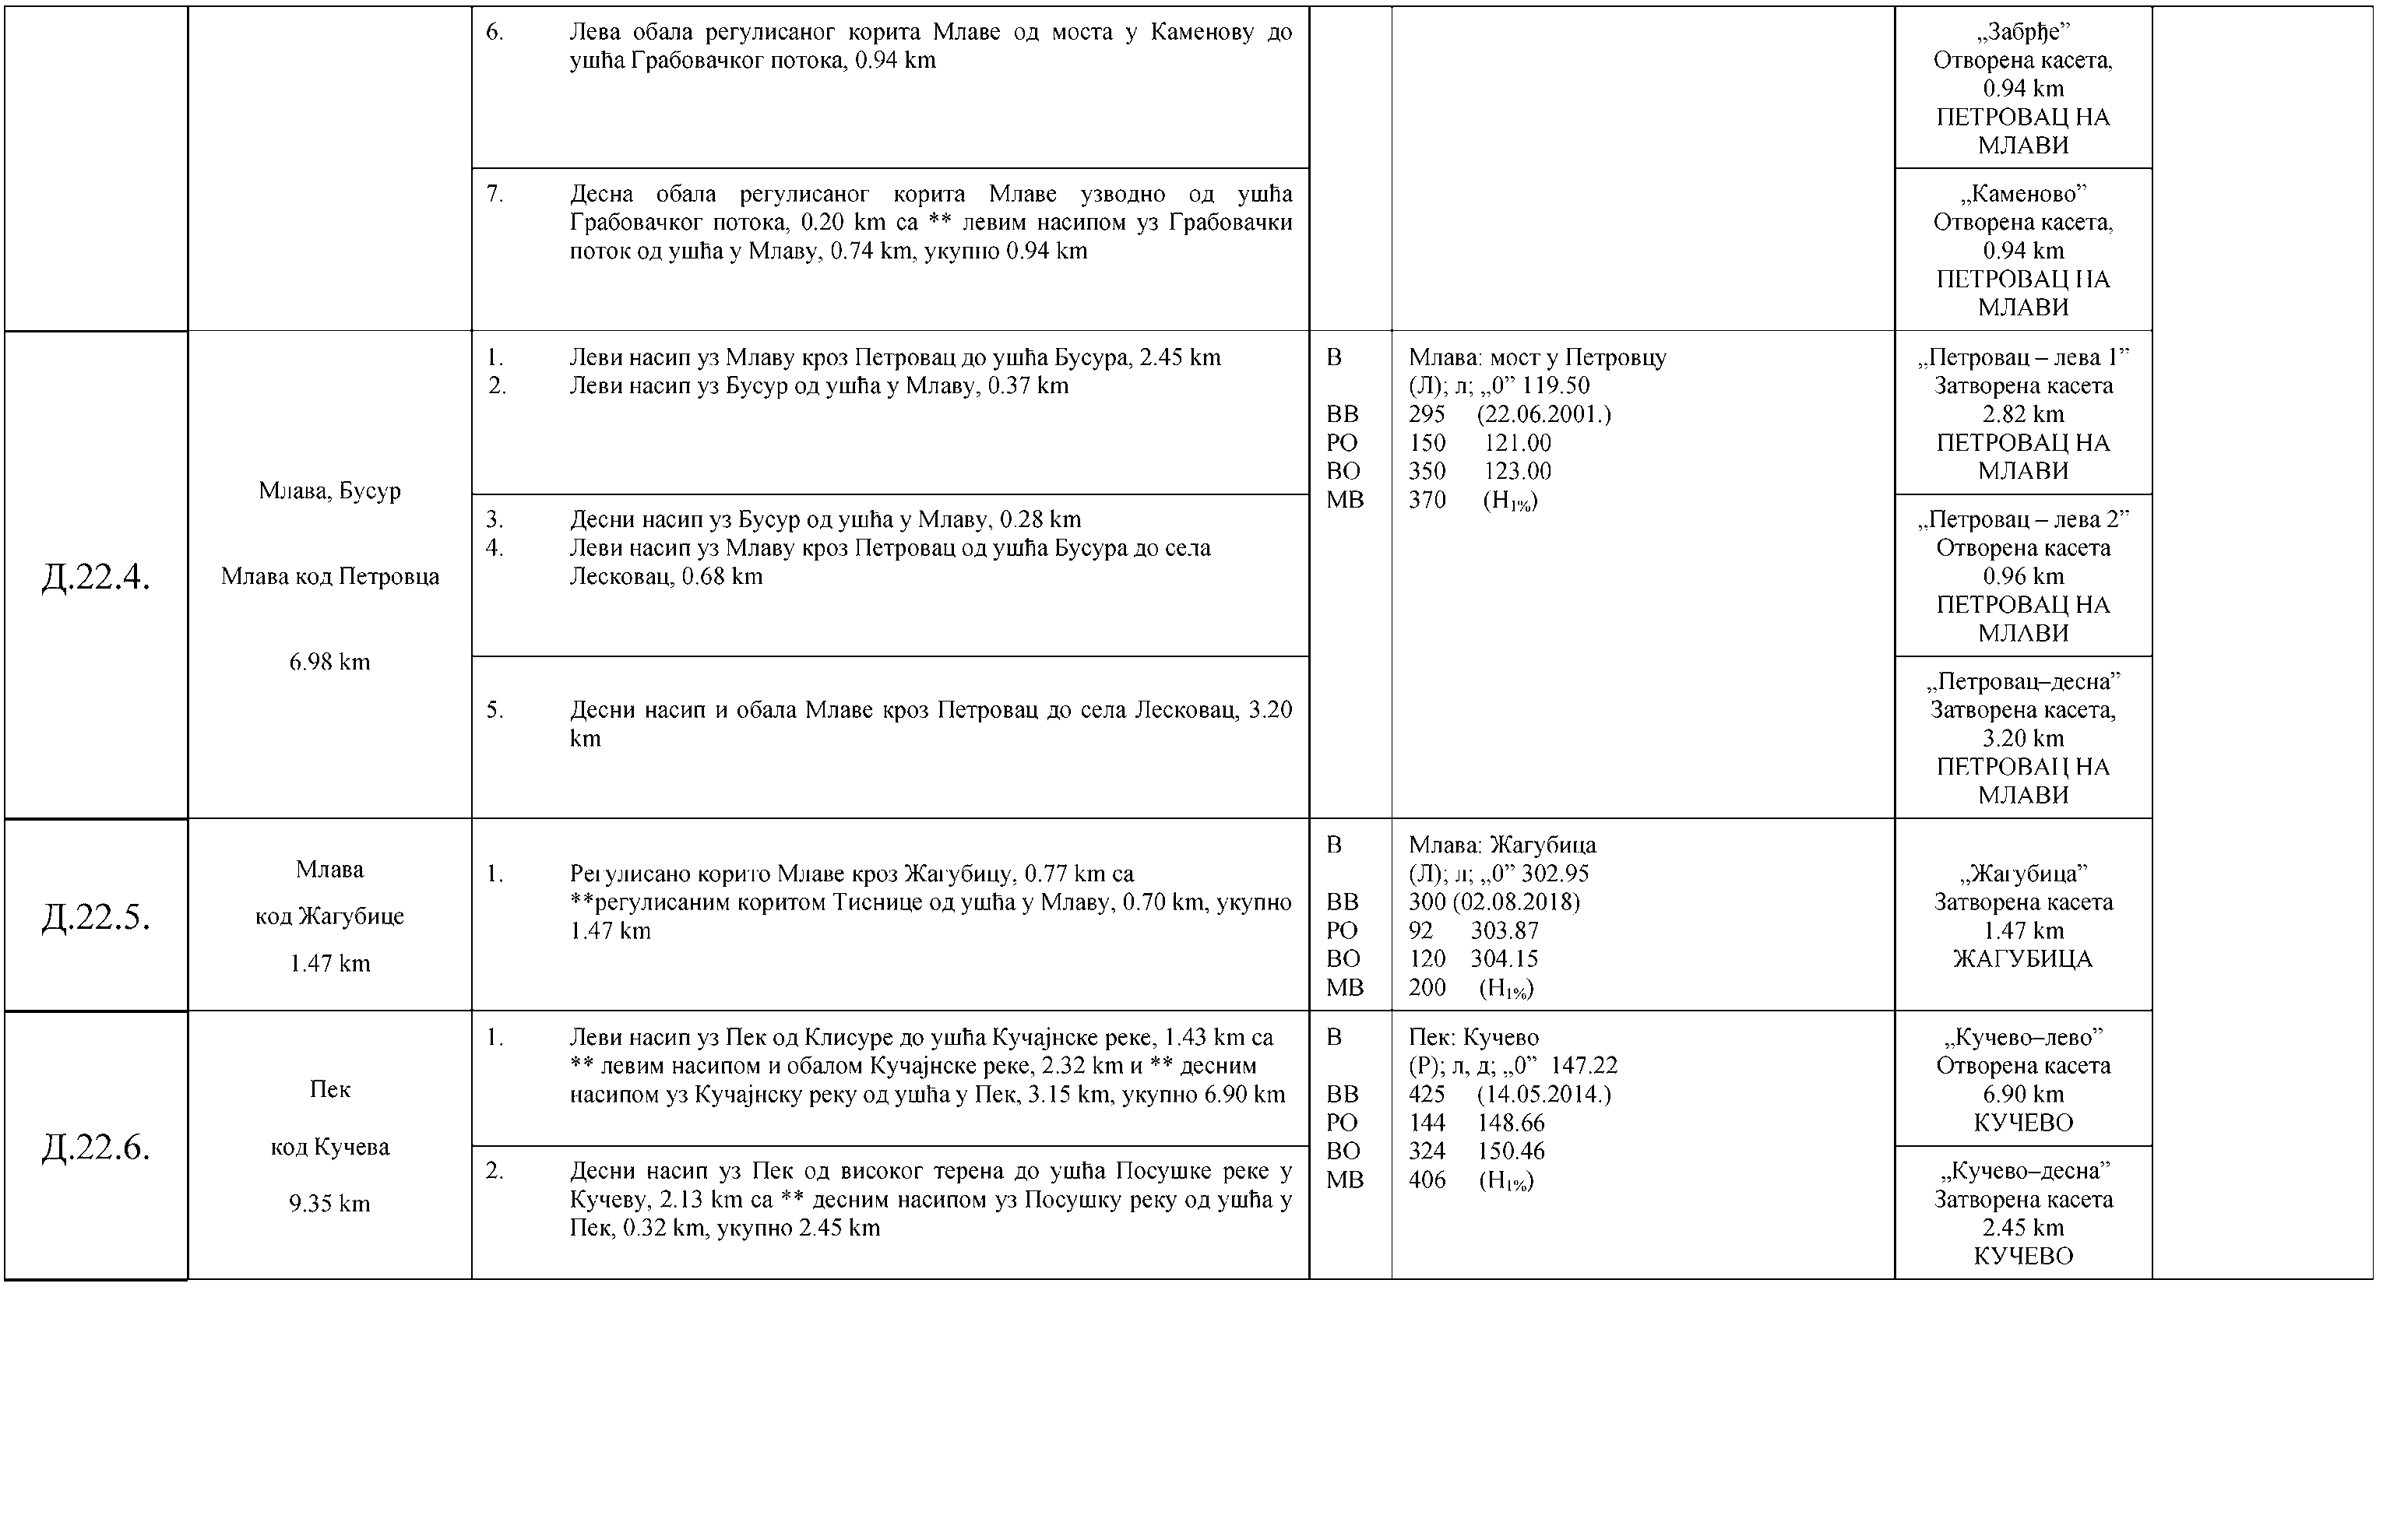 6. Лева обала регулисаног корита Млаве од моста у Каменову до
ушћа Грабовачког потока, 0.94 km
„Забрђе”
Отворена касета,
0.94 km
ПЕТРОВАЦ НА
МЛАВИ
7. Десна обала регулисаног корита Млаве узводно од ушћа
Грабовачког потока, 0.20 km са ** левим насипом уз Грабовачки
поток од ушћа у Млаву, 0.74 km, укупно 0.94 km
„Каменово”
Отворена касета,
0.94 km
ПЕТРОВАЦ НА
МЛАВИ
Д.22.4.
Млава, Бусур
Млава код Петровца
6.98 km
1. Леви насип уз Млаву кроз Петровац до ушћа Бусура, 2.45 km
2. Леви насип уз Бусур од ушћа у Млаву, 0.37 km
3. Десни насип уз Бусур од ушћа у Млаву, 0.28 km
4. Леви насип уз Млаву кроз Петровац од ушћа Бусура до села
Лесковац, 0.68 km
5. Десни насип и обала Млаве кроз Петровац до села Лесковац, 3.20
km
В Млава: мост у Петровцу
(Л); л; „0” 119.50
ВВ 295 (22.06.2001.)
РО 150 121.00
ВО 350 123.00
МВ 370 (H1%)
„Петровац – лева 1”
Затворена касета
2.82 km
ПЕТРОВАЦ НА
МЛАВИ
„Петровац – лева 2”
Отворена касета
0.96 km
ПЕТРОВАЦ НА
МЛАВИ
„Петровац–десна”
Затворена касета,
3.20 km
ПЕТРОВАЦ НА
МЛАВИ
Д.22.5.
Млава
код Жагубице
1.47 km
1. Регулисано корито Млаве кроз Жагубицу, 0.77 km са
**регулисаним коритом Тиснице од ушћа у Млаву, 0.70 km, укупно
1.47 km
В Млава: Жагубица
(Л); л; „0” 302.95
ВВ 300 (02.08.2018)
РО 92 303.87
ВО 120 304.15
МВ 200 (H1%)
„Жагубица”
Затворена касета
1.47 km
ЖАГУБИЦА
Д.22.6.
Пек
код Кучева
9.35 km
1. Леви насип уз Пек од Клисуре до ушћа Кучајнске реке, 1.43 km са
** левим насипом и обалом Кучајнске реке, 2.32 km и ** десним
насипом уз Кучајнску реку од ушћа у Пек, 3.15 km, укупно 6.90 km
2. Десни насип уз Пек од високог терена до ушћа Посушке реке у
Кучеву, 2.13 km са ** десним насипом уз Посушку реку од ушћа у
Пек, 0.32 km, укупно 2.45 km
В Пек: Кучево
(Р); л, д; „0” 147.22
ВВ 425 (14.05.2014.)
РО 144 148.66
ВО 324 150.46
МВ 406 (H1%)
„Кучево–лево”
Отворена касета
6.90 km
КУЧЕВО
„Кучево–десна”
Затворена касета
2.45 km
КУЧЕВО